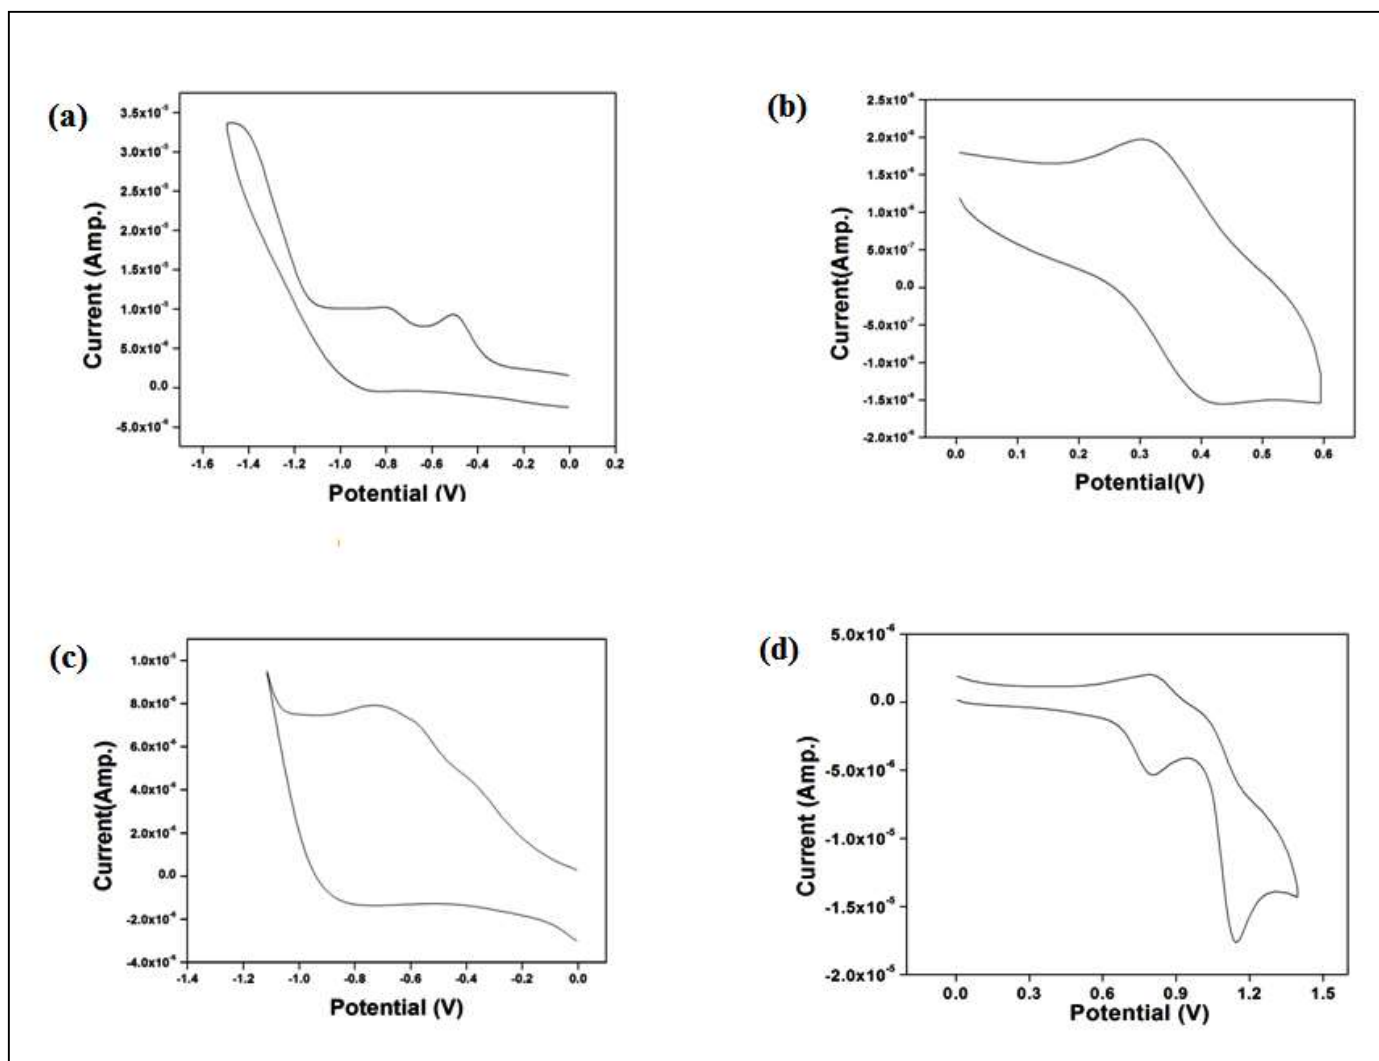 (a)
3.5x10⁻⁵
3.0x10⁻⁵
2.5x10⁻⁵
2.0x10⁻⁵
1.5x10⁻⁵
1.0x10⁻⁵
5.0x10⁻⁶
0.0
-5.0x10⁻⁶
Current (Amp.)
-1.6 -1.4 -1.2 -1.0 -0.8 -0.6 -0.4 -0.2 0.0 0.2
Potential (V)
(b)
2.5x10⁻⁶
2.0x10⁻⁶
1.5x10⁻⁶
1.0x10⁻⁶
5.0x10⁻⁷
0.0
-5.0x10⁻⁷
-1.0x10⁻⁶
-1.5x10⁻⁶
-2.0x10⁻⁶
Current(Amp.)
0.0 0.1 0.2 0.3 0.4 0.5 0.6
Potential(V)
(c)
1.0x10⁻⁵
8.0x10⁻⁶
6.0x10⁻⁶
4.0x10⁻⁶
2.0x10⁻⁶
0.0
-2.0x10⁻⁶
-4.0x10⁻⁶
Current(Amp.)
-1.4 -1.2 -1.0 -0.8 -0.6 -0.4 -0.2 0.0
Potential (V)
(d)
5.0x10⁻⁶
0.0
-5.0x10⁻⁶
-1.0x10⁻⁵
-1.5x10⁻⁵
-2.0x10⁻⁵
Current (Amp.)
0.0 0.3 0.6 0.9 1.2 1.5
Potential (V)